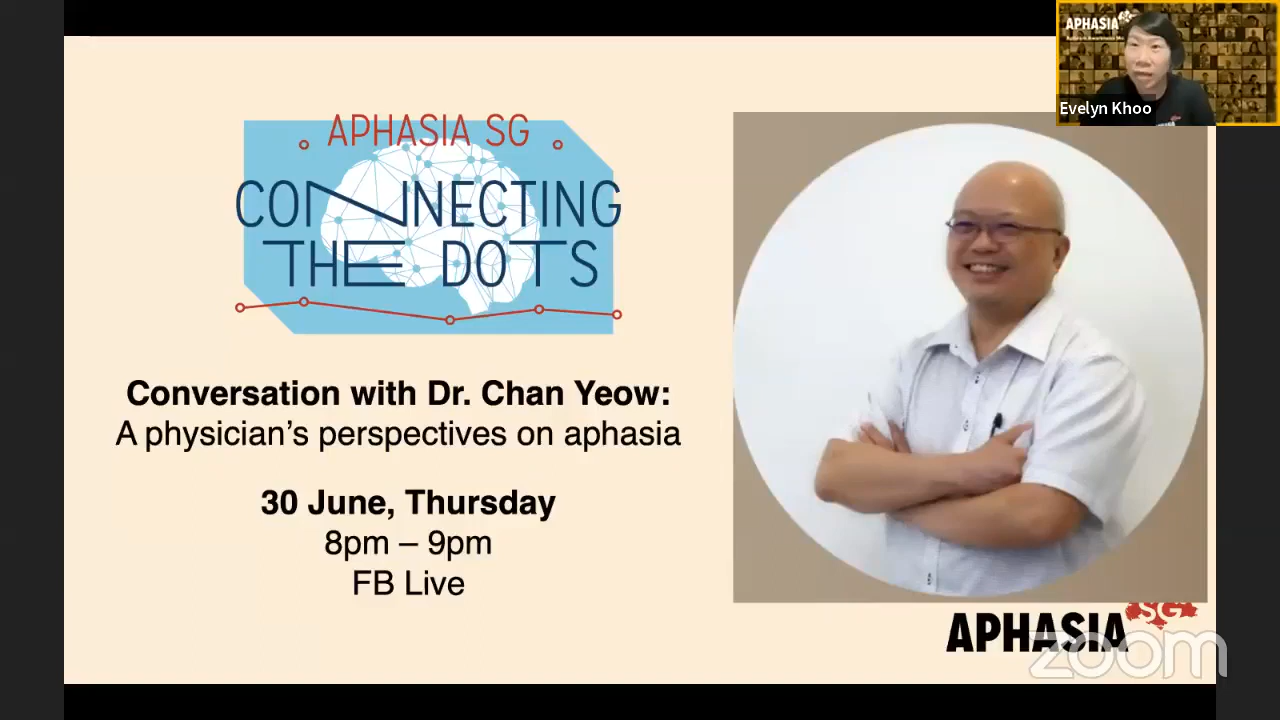 APHASIA
Evelyn Khoo
APHASIA SG
CONNECTING
THE DOTS
Conversation with Dr. Chan Yeow:
A physician's perspectives on aphasia
30 June, Thursday
8pm – 9pm
FB Live
APHASIA SG
zoom